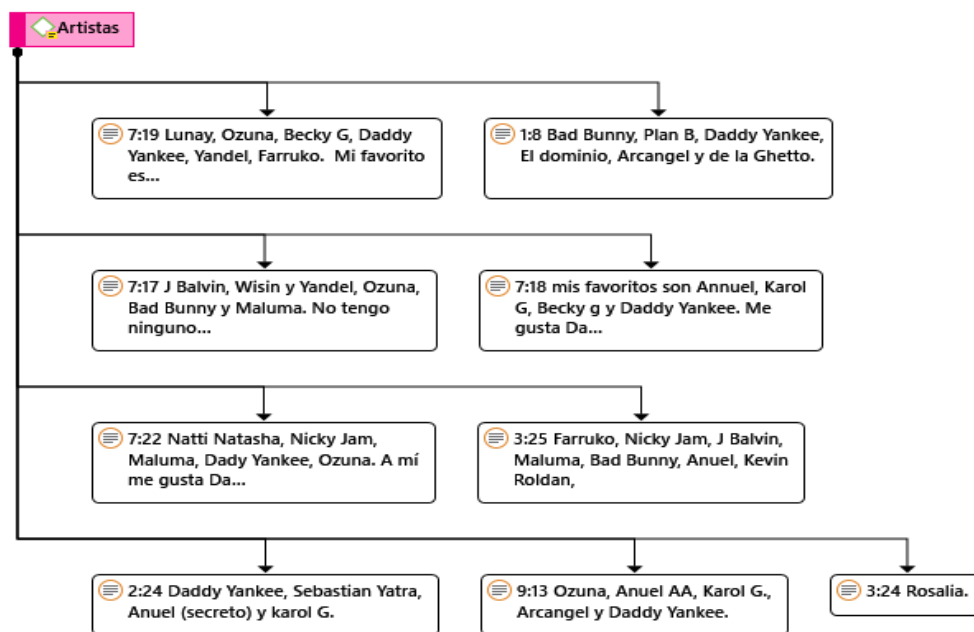 Artistas
7:19 Lunay, Ozuna, Becky G, Daddy
Yankee, Yandel, Farruko.  Mi favorito
es...
1:8 Bad Bunny, Plan B, Daddy Yankee,
El dominio, Arcangel y de la Ghetto.
7:17 J Balvin, Wisin y Yandel, Ozuna,
Bad Bunny y Maluma. No tengo
ninguno...
7:18 mis favoritos son Annuel, Karol
G, Becky g y Daddy Yankee. Me
gusta Da...
7:22 Natti Natasha, Nicky Jam,
Maluma, Dady Yankee, Ozuna. A mí
me gusta Da...
3:25 Farruko, Nicky Jam, J Balvin,
Maluma, Bad Bunny, Anuel, Kevin
Roldan,
2:24 Daddy Yankee, Sebastian Yatra,
Anuel (secreto) y karol G.
9:13 Ozuna, Anuel AA, Karol G.,
Arcangel y Daddy Yankee.
3:24 Rosalia.